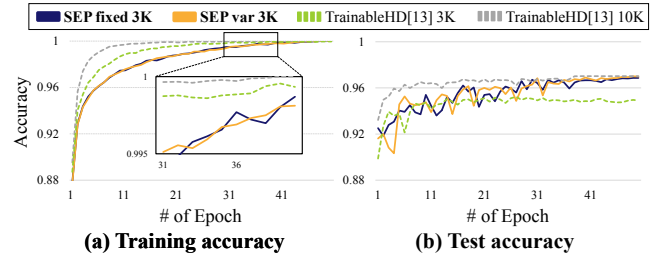 SEP fixed 3K SEP var 3K TrainableHD[13] 3K TrainableHD[13] 10K
Accuracy
1
0.96
0.92
0.88
1
0.995
31 36
1 11 21 31 41
# of Epoch
(a) Training accuracy
1
0.96
0.92
0.88
1 11 21 31 41
# of Epoch
(b) Test accuracy